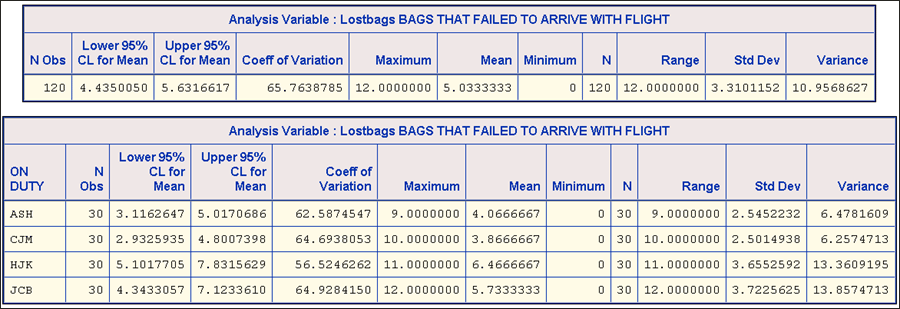 Analysis Variable : Lostbags BAGS THAT FAILED TO ARRIVE WITH FLIGHT
N Obs Lower 95% CL for Mean Upper 95% CL for Mean Coeff of Variation Maximum Mean Minimum N Range Std Dev Variance
120 4.4350050 5.6316617 65.7638785 12.0000000 5.0333333 0 120 12.0000000 3.3101152 10.9568627
Analysis Variable : Lostbags BAGS THAT FAILED TO ARRIVE WITH FLIGHT
ON DUTY N Obs Lower 95% CL for Mean Upper 95% CL for Mean Coeff of Variation Maximum Mean Minimum N Range Std Dev Variance
ASH 30 3.1162647 5.0170686 62.5874547 9.0000000 4.0666667 0 30 9.0000000 2.5452232 6.4781609
CJM 30 2.9325935 4.8007398 64.6938053 10.0000000 3.8666667 0 30 10.0000000 2.5014938 6.2574713
HJK 30 5.1017705 7.8315629 56.5246262 11.0000000 6.4666667 0 30 11.0000000 3.6552592 13.3609195
JCB 30 4.3433057 7.1233610 64.9284150 12.0000000 5.7333333 0 30 12.0000000 3.7225625 13.8574713